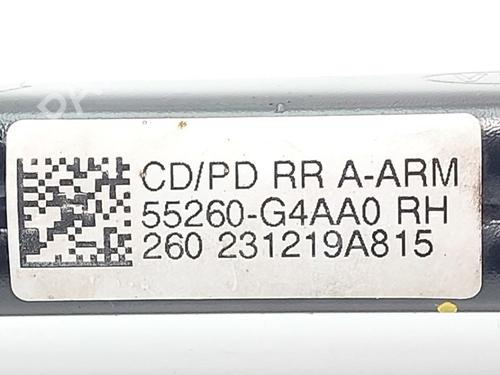 CD/PD RR A-ARM
55260-G4AA0 RH
260 231219A815